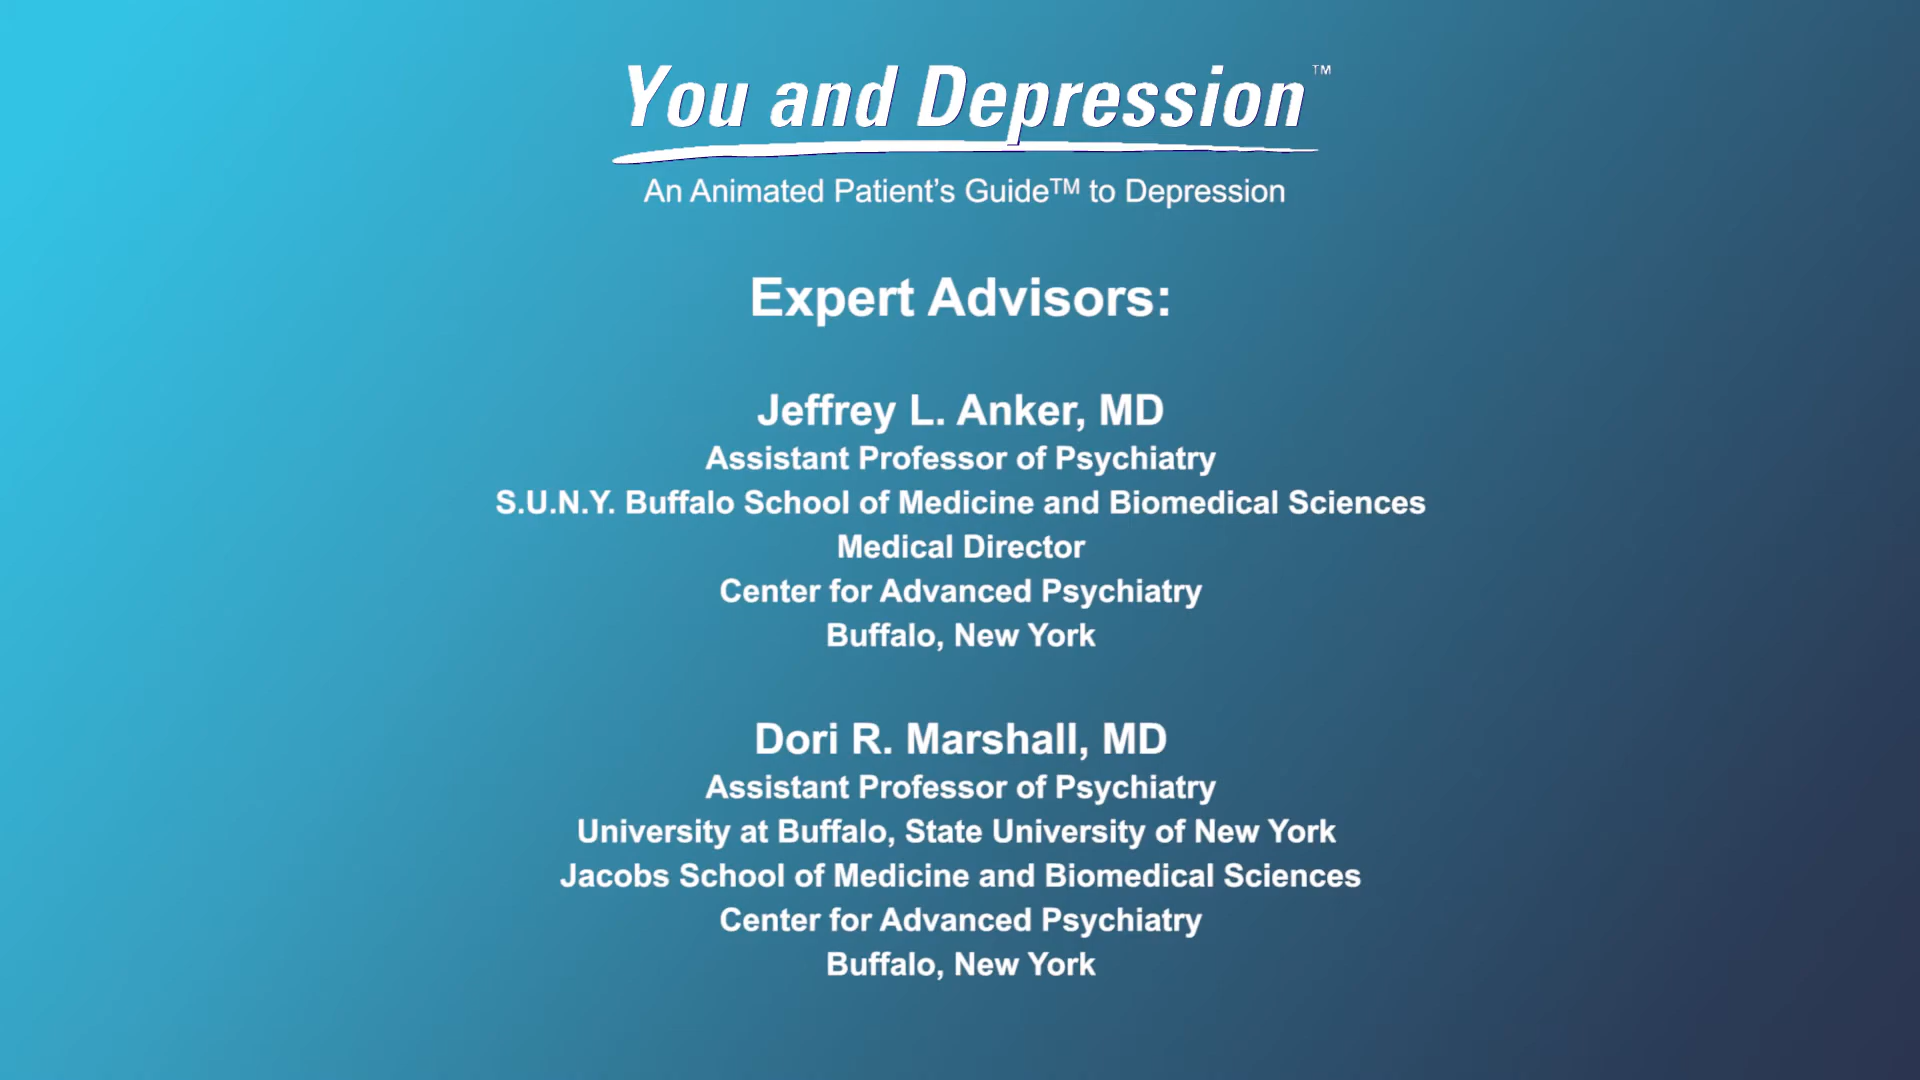 You and Depression™
An Animated Patient’s Guide™ to Depression
Expert Advisors:
Jeffrey L. Anker, MD
Assistant Professor of Psychiatry
S.U.N.Y. Buffalo School of Medicine and Biomedical Sciences
Medical Director
Center for Advanced Psychiatry
Buffalo, New York
Dori R. Marshall, MD
Assistant Professor of Psychiatry
University at Buffalo, State University of New York
Jacobs School of Medicine and Biomedical Sciences
Center for Advanced Psychiatry
Buffalo, New York